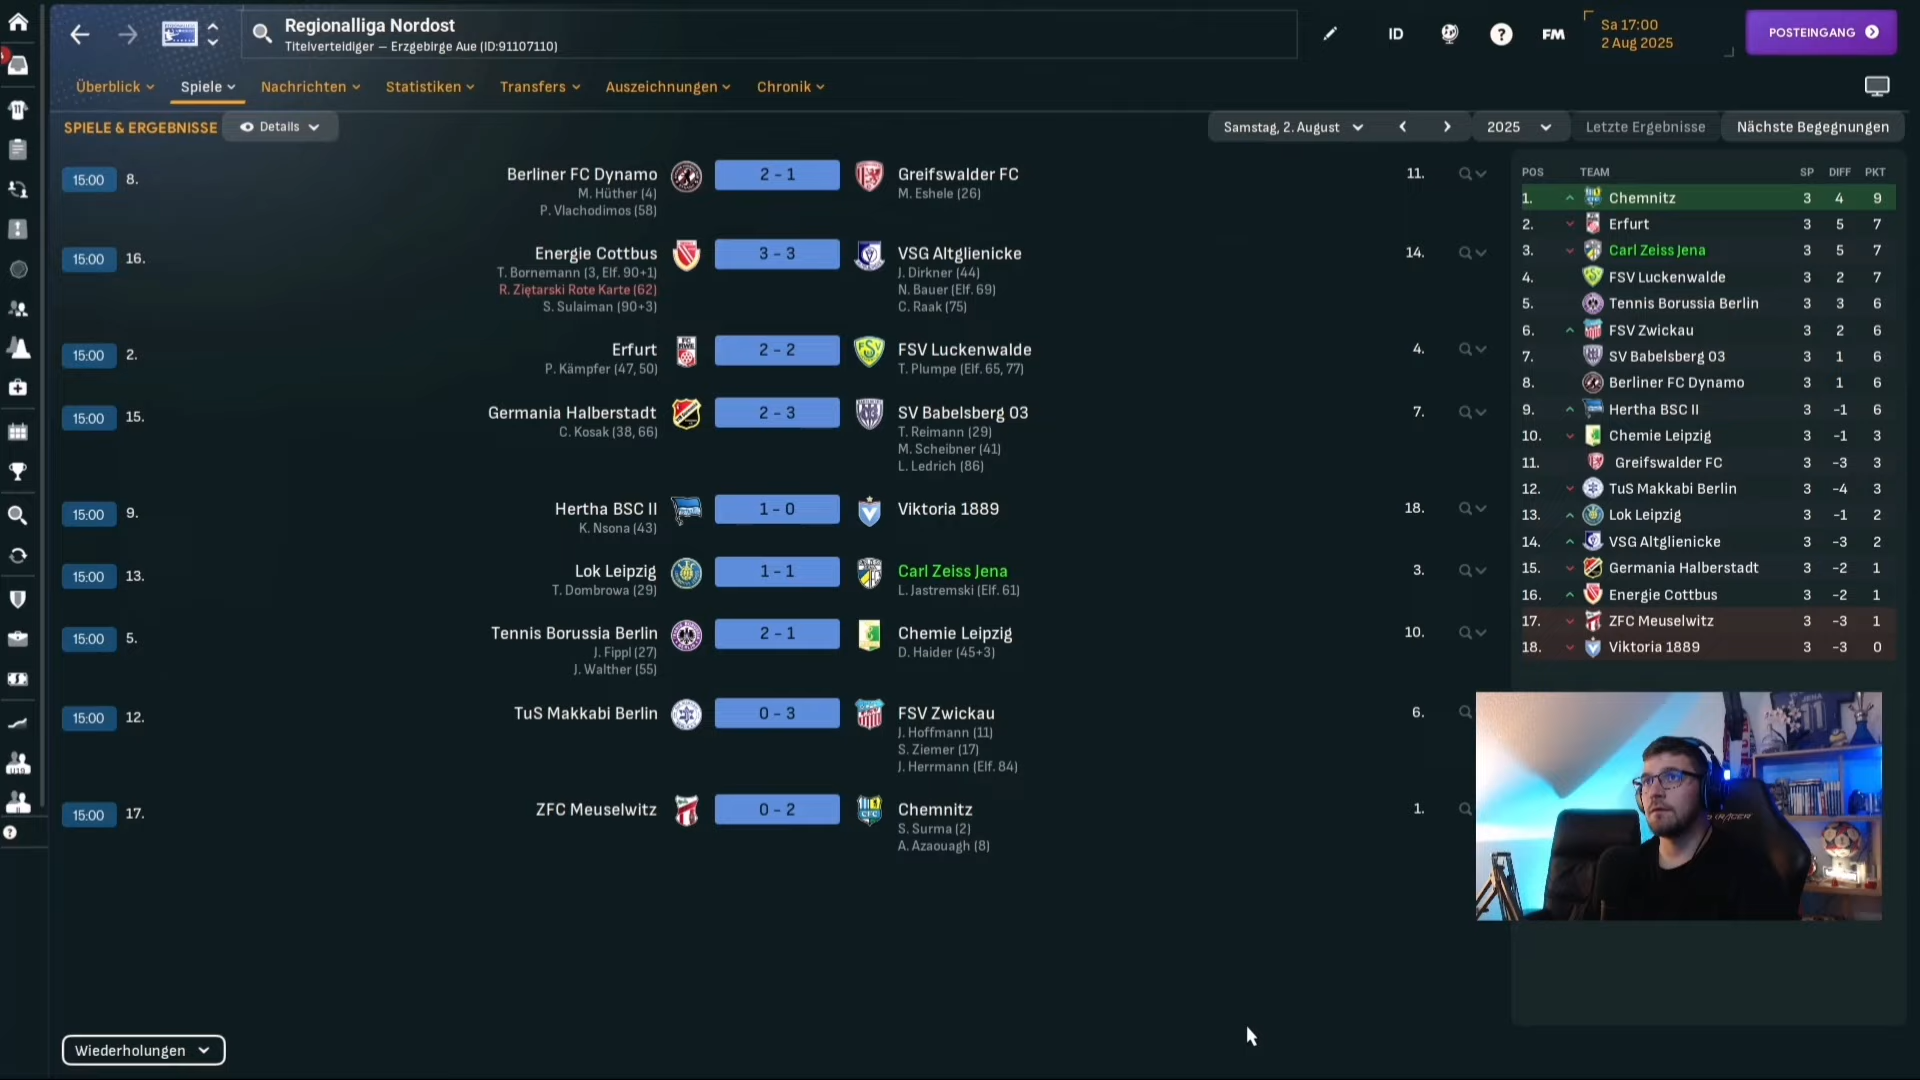 Regionalliga Nordost
Titelverteidiger – Erzgebirge Aue (ID:91107110)
ID
FM
Sa 17:00
2 Aug 2025
POSTEINGANG
Überblick
Spiele
Nachrichten
Statistiken
Transfers
Auszeichnungen
Chronik
SPIELE & ERGEBNISSE
Details
Samstag, 2. August
2025
Letzte Ergebnisse
Nächste Begegnungen
15:00 8. Berliner FC Dynamo 2 - 1 Greifswalder FC 11.
M. Hüther (4) M. Eshele (26)
P. Vlachodimos (58)
15:00 16. Energie Cottbus 3 - 3 VSG Altglienicke 14.
T. Bornemann (3, Elf. 90+1) J. Dirkner (44)
R. Ziętarski Rote Karte (62) N. Bauer (Elf. 69)
S. Sulaiman (90+3) C. Raak (75)
15:00 2. Erfurt 2 - 2 FSV Luckenwalde 4.
P. Kämpfer (47, 50) T. Plumpe (Elf. 65, 77)
15:00 15. Germania Halberstadt 2 - 3 SV Babelsberg 03 7.
C. Kosak (38, 66) T. Reimann (29)
M. Scheibner (41)
L. Ledrich (86)
15:00 9. Hertha BSC II 1 - 0 Viktoria 1889 18.
K. Nsona (43)
15:00 13. Lok Leipzig 1 - 1 Carl Zeiss Jena 3.
T. Dombrowa (29) L. Jastremski (Elf. 61)
15:00 5. Tennis Borussia Berlin 2 - 1 Chemie Leipzig 10.
J. Fippl (27) D. Haider (45+3)
J. Walther (55)
15:00 12. TuS Makkabi Berlin 0 - 3 FSV Zwickau 6.
J. Hoffmann (11)
S. Ziemer (17)
J. Herrmann (Elf. 84)
15:00 17. ZFC Meuselwitz 0 - 2 Chemnitz 1.
S. Surma (2)
A. Azaouagh (8)
POS TEAM SP DIFF PKT
1. Chemnitz 3 4 9
2. Erfurt 3 5 7
3. Carl Zeiss Jena 3 5 7
4. FSV Luckenwalde 3 2 7
5. Tennis Borussia Berlin 3 3 6
6. FSV Zwickau 3 2 6
7. SV Babelsberg 03 3 1 6
8. Berliner FC Dynamo 3 1 6
9. Hertha BSC II 3 -1 6
10. Chemie Leipzig 3 -1 3
11. Greifswalder FC 3 -3 3
12. TuS Makkabi Berlin 3 -4 3
13. Lok Leipzig 3 -1 2
14. VSG Altglienicke 3 -3 2
15. Germania Halberstadt 3 -2 1
16. Energie Cottbus 3 -2 1
17. ZFC Meuselwitz 3 -3 1
18. Viktoria 1889 3 -3 0
Wiederholungen